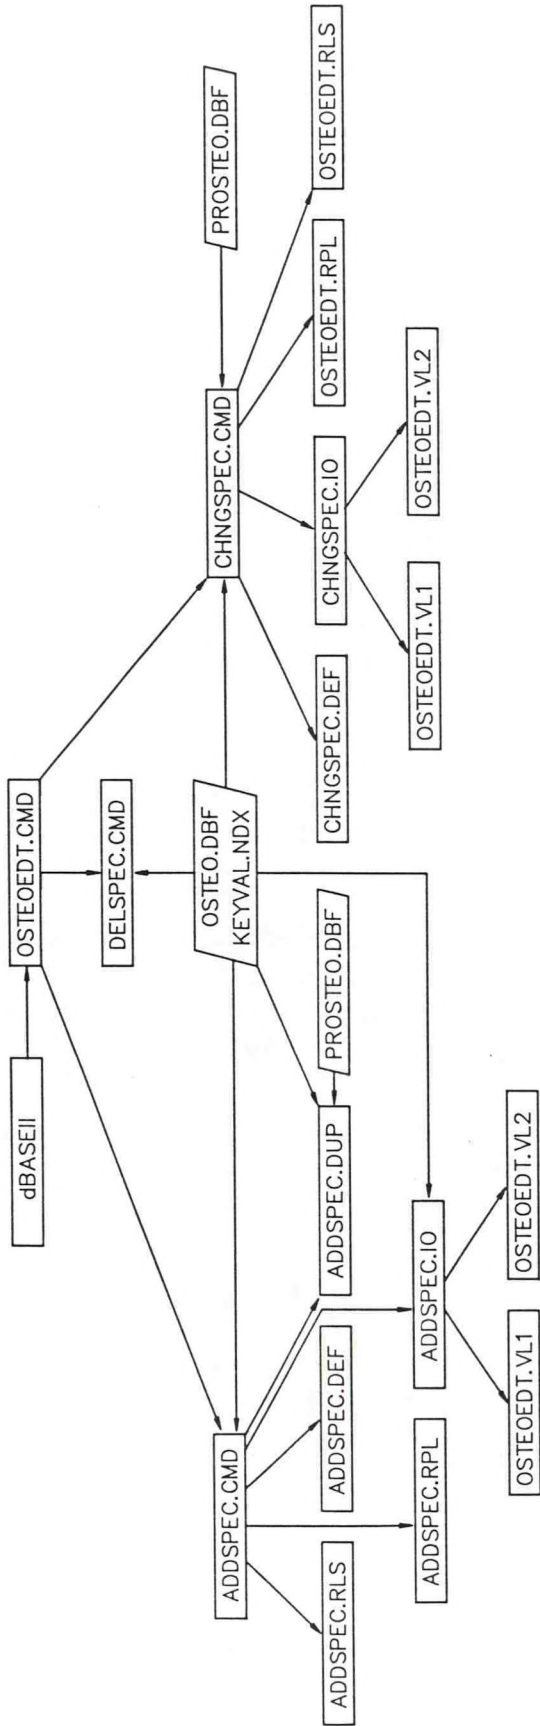 dBASEII
OSTEOEDT.CMD
DELSPEC.CMD
ADDSPEC.CMD
OSTEO.DBF
KEYVAL.NDX
CHNGSPEC.CMD
PROSTEO.DBF
ADDSPEC.RLS
ADDSPEC.DEF
ADDSPEC.DUP
PROSTEO.DBF
CHNGSPEC.DEF
CHNGSPEC.IO
OSTEOEDT.RPL
OSTEOEDT.RLS
ADDSPEC.RPL
ADDSPEC.IO
OSTEOEDT.VL1
OSTEOEDT.VL2
OSTEOEDT.VL1
OSTEOEDT.VL2